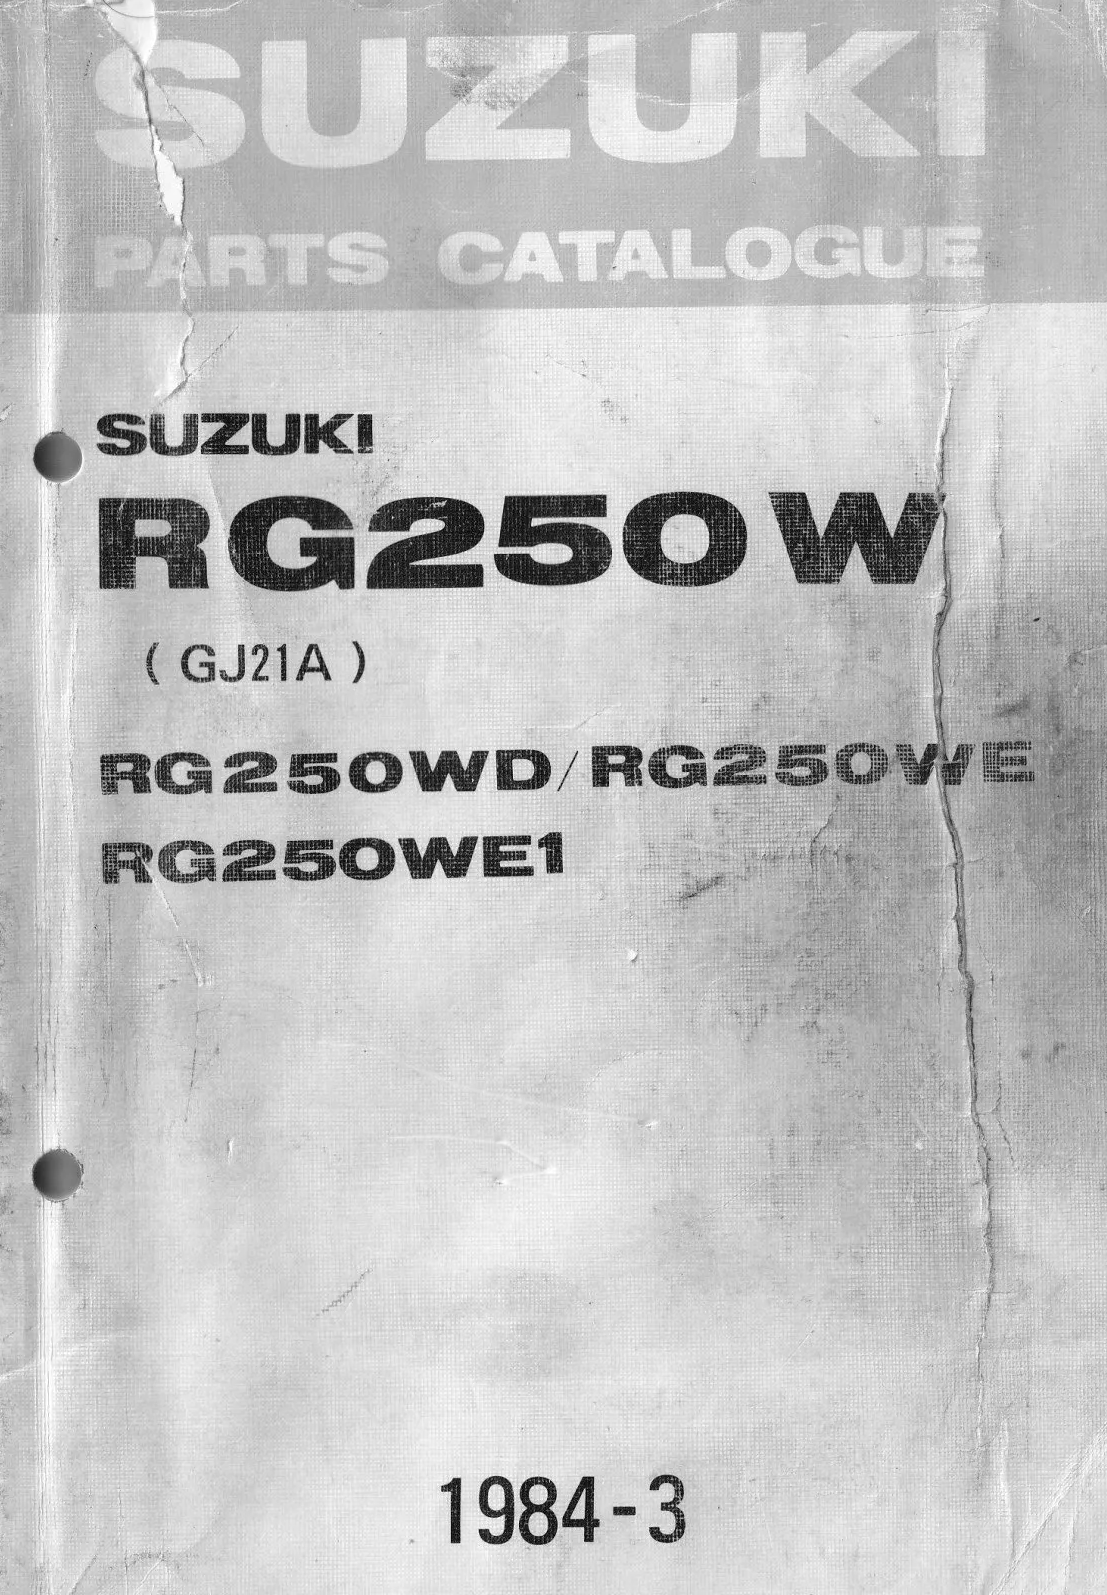 SUZUKI
PARTS CATALOGUE
SUZUKI
RG250W
( GJ21A )
RG250WD/RG250WE
RG250WE1
1984-3